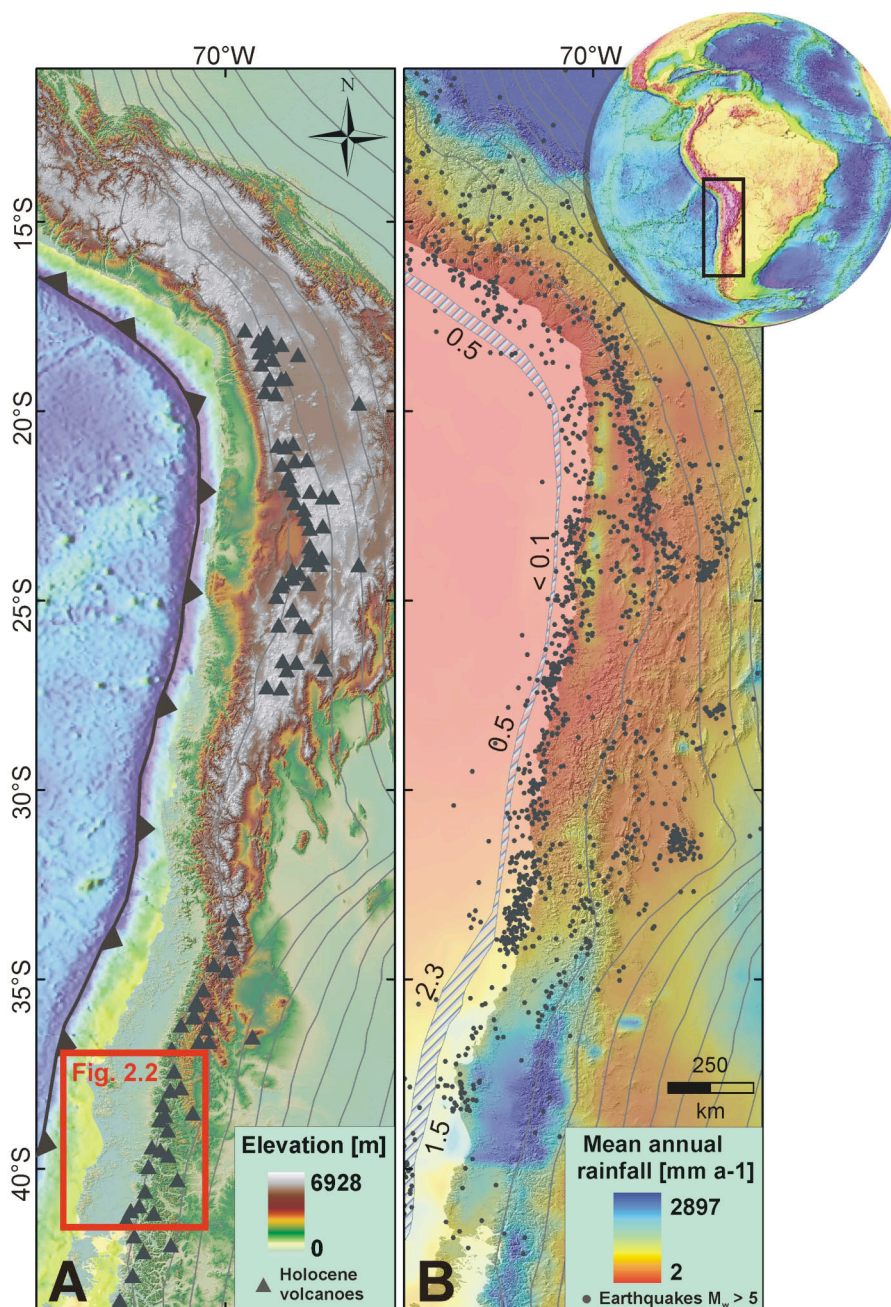 70°W
70°W
N
15°S
20°S
25°S
30°S
35°S
40°S
0.5
< 0.1
0.5
2.3
1.5
Fig. 2.2
Elevation [m]
6928
0
Holocene
volcanoes
A
250
km
Mean annual
rainfall [mm a-1]
2897
2
Earthquakes Mw > 5
B